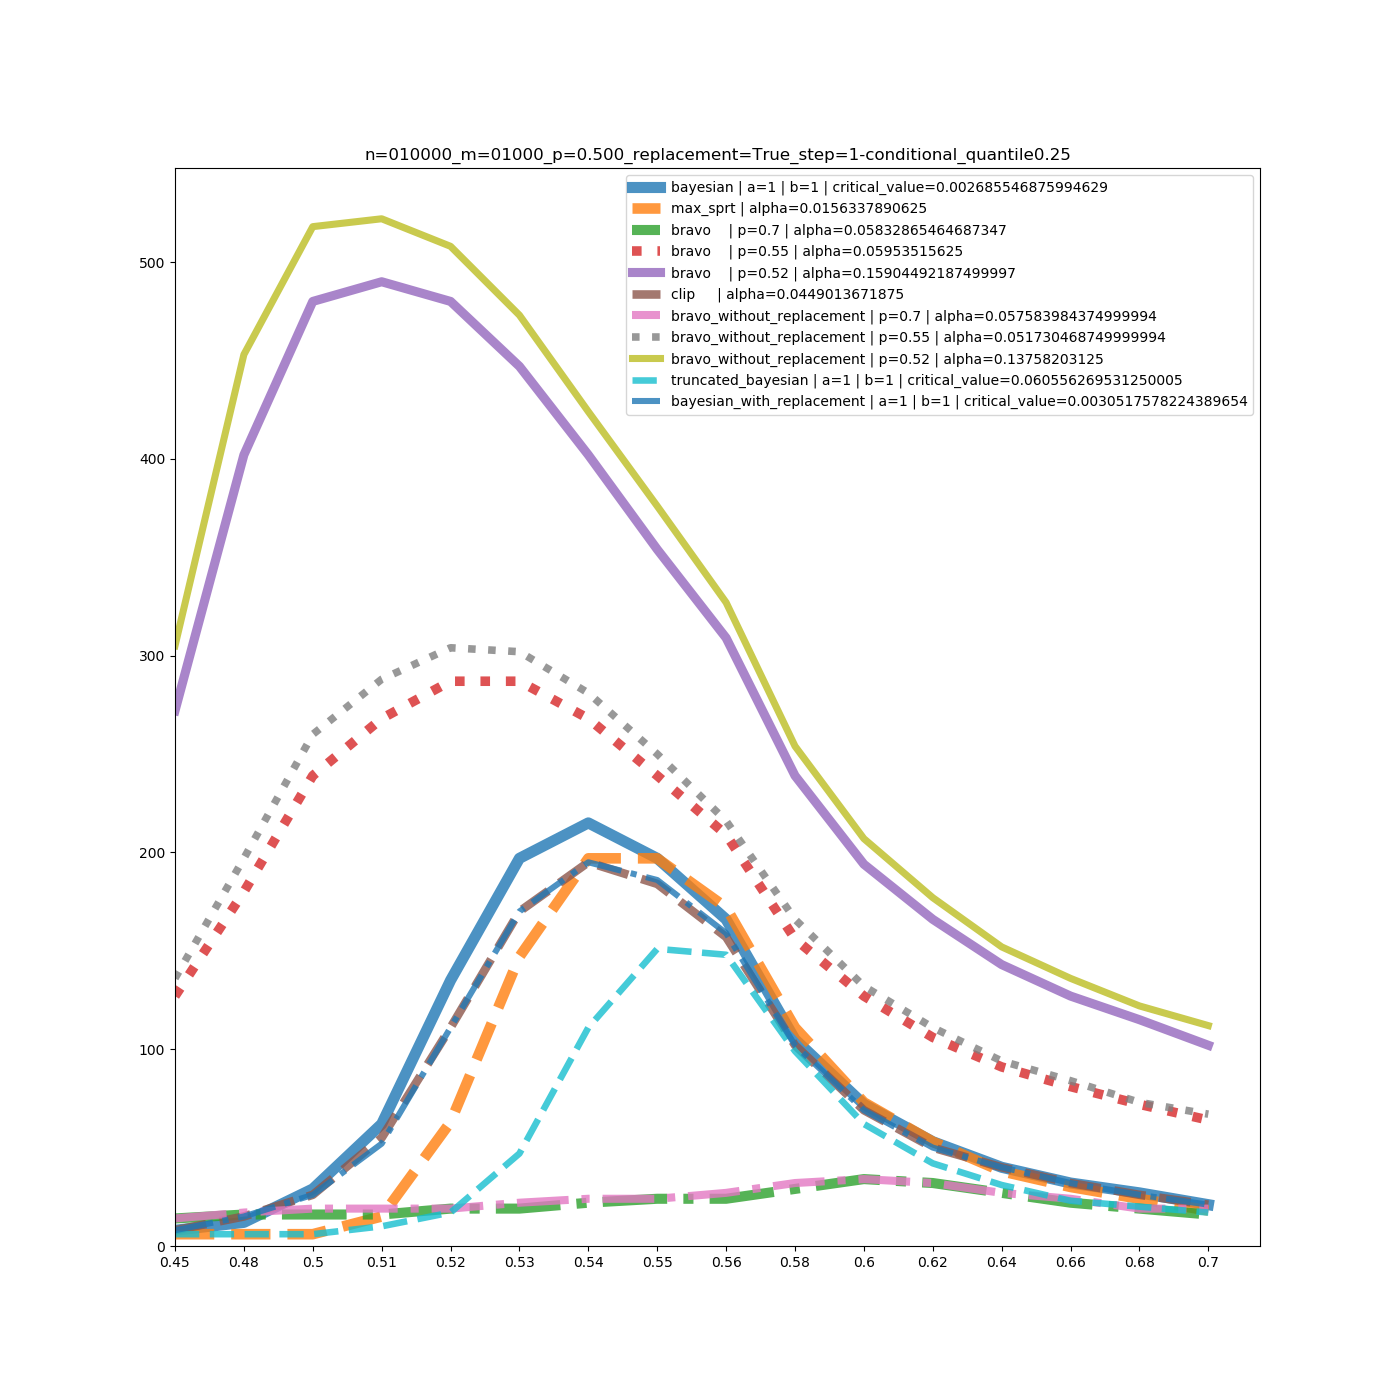 n=010000_m=01000_p=0.500_replacement=True_step=1-conditional_quantile0.25
bayesian | a=1 | b=1 | critical_value=0.002685546875994629
max_sprt | alpha=0.0156337890625
bravo    | p=0.7 | alpha=0.05832865464687347
bravo    | p=0.55 | alpha=0.05953515625
bravo    | p=0.52 | alpha=0.15904492187499997
clip     | alpha=0.0449013671875
bravo_without_replacement | p=0.7 | alpha=0.057583984374999994
bravo_without_replacement | p=0.55 | alpha=0.051730468749999994
bravo_without_replacement | p=0.52 | alpha=0.13758203125
truncated_bayesian | a=1 | b=1 | critical_value=0.060556269531250005
bayesian_with_replacement | a=1 | b=1 | critical_value=0.0030517578224389654
500
400
300
200
100
0
0.45 0.48 0.5 0.51 0.52 0.53 0.54 0.55 0.56 0.58 0.6 0.62 0.64 0.66 0.68 0.7